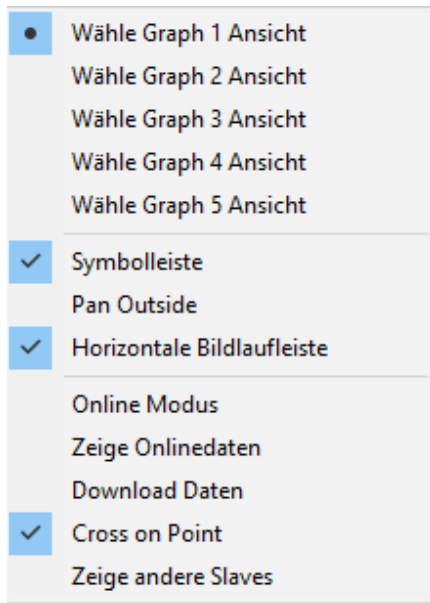 Wähle Graph 1 Ansicht
Wähle Graph 2 Ansicht
Wähle Graph 3 Ansicht
Wähle Graph 4 Ansicht
Wähle Graph 5 Ansicht
Symbolleiste
Pan Outside
Horizontale Bildlaufleiste
Online Modus
Zeige Onlinedaten
Download Daten
Cross on Point
Zeige andere Slaves